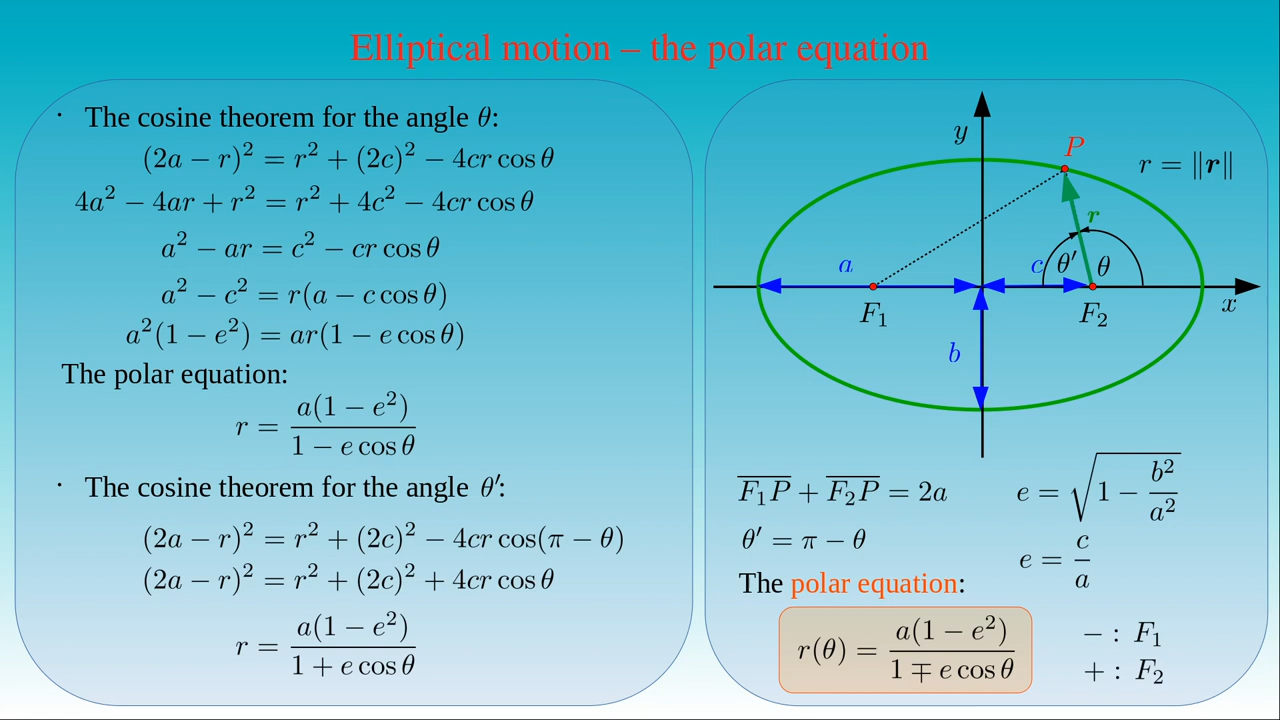 Elliptical motion – the polar equation
· The cosine theorem for the angle θ:
(2a − r)² = r² + (2c)² − 4cr cos θ
4a² − 4ar + r² = r² + 4c² − 4cr cos θ
a² − ar = c² − cr cos θ
a² − c² = r(a − c cos θ)
a²(1 − e²) = ar(1 − e cos θ)
The polar equation:
r = a(1 − e²) / 1 − e cos θ
· The cosine theorem for the angle θ′:
(2a − r)² = r² + (2c)² − 4cr cos(π − θ)
(2a − r)² = r² + (2c)² + 4cr cos θ
r = a(1 − e²) / 1 + e cos θ
y
P
r = ‖r‖
r
a
c
θ′
θ
F₁
F₂
x
b
F₁P + F₂P = 2a
e = √(1 − b²/a²)
θ′ = π − θ
e = c/a
The polar equation:
r(θ) = a(1 − e²) / 1 ∓ e cos θ
− : F₁
+ : F₂